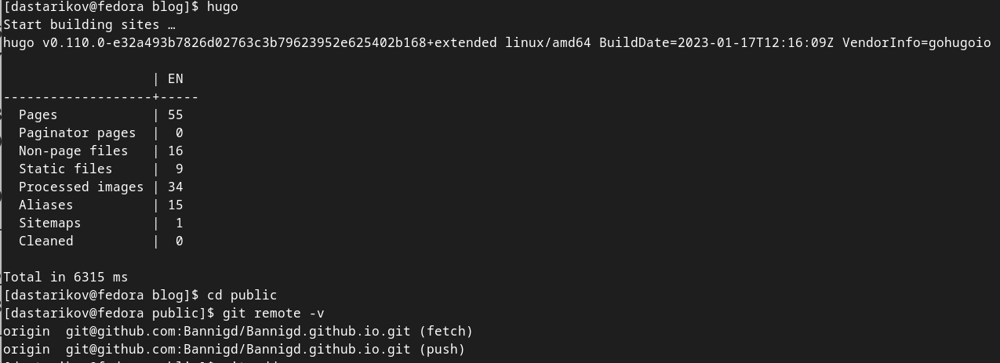 [dastarikov@fedora blog]$ hugo
Start building sites …
hugo v0.110.0-e32a493b7826d02763c3b79623952e625402b168+extended linux/amd64 BuildDate=2023-01-17T12:16:09Z VendorInfo=gohugoio
                   | EN
-------------------+-----
  Pages            | 55
  Paginator pages  |  0
  Non-page files   | 16
  Static files     |  9
  Processed images | 34
  Aliases          | 15
  Sitemaps         |  1
  Cleaned          |  0
Total in 6315 ms
[dastarikov@fedora blog]$ cd public
[dastarikov@fedora public]$ git remote -v
origin  git@github.com:Bannigd/Bannigd.github.io.git (fetch)
origin  git@github.com:Bannigd/Bannigd.github.io.git (push)